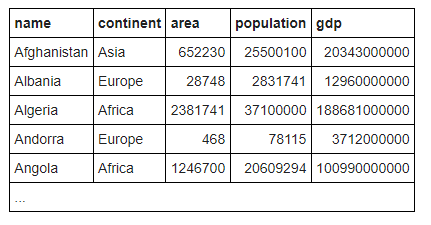 name continent area population gdp
Afghanistan Asia 652230 25500100 20343000000
Albania Europe 28748 2831741 12960000000
Algeria Africa 2381741 37100000 188681000000
Andorra Europe 468 78115 3712000000
Angola Africa 1246700 20609294 100990000000
...